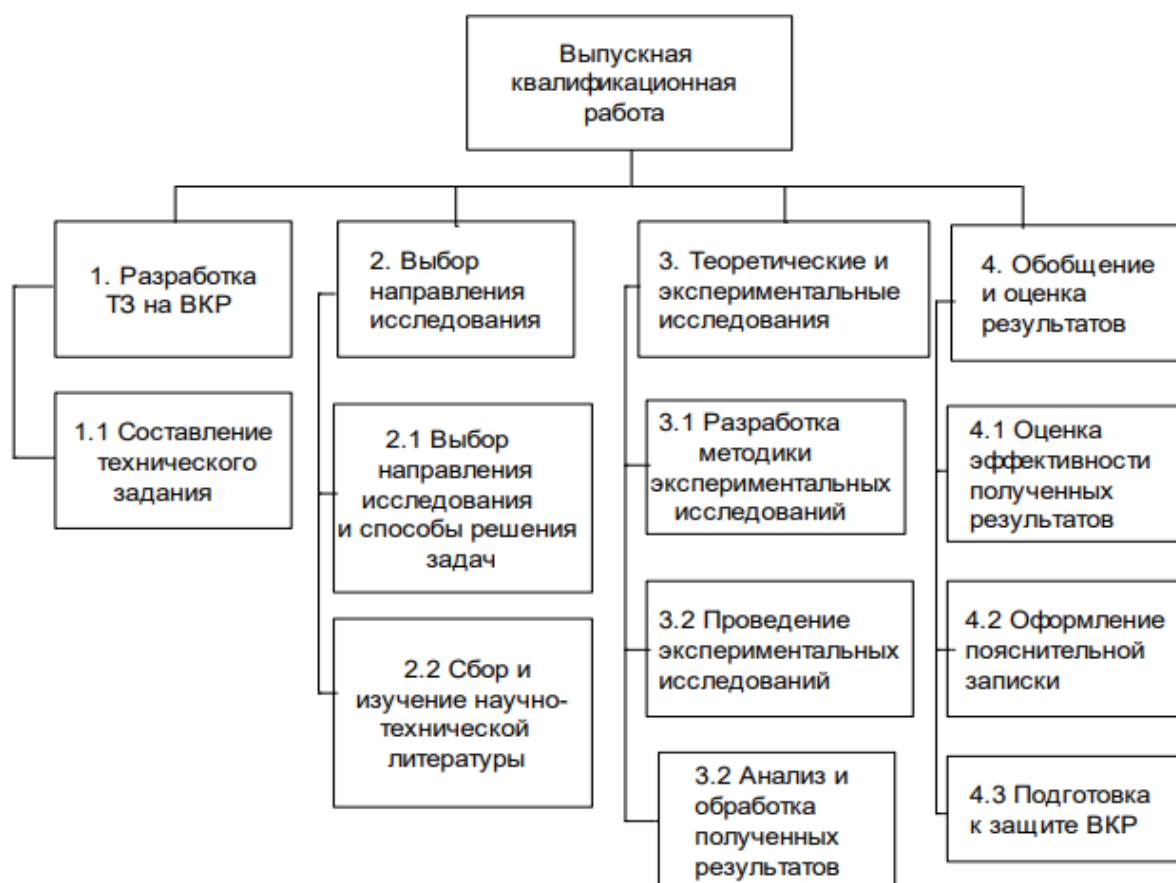 Выпускная
квалификационная
работа
1. Разработка
ТЗ на ВКР
1.1 Составление
технического
задания
2. Выбор
направления
исследования
2.1 Выбор
направления
исследования
и способы решения
задач
2.2 Сбор и
изучение научно-
технической
литературы
3. Теоретические и
экспериментальные
исследования
3.1 Разработка
методики
экспериментальных
исследований
3.2 Проведение
экспериментальных
исследований
3.2 Анализ и
обработка
полученных
результатов
4. Обобщение
и оценка
результатов
4.1 Оценка
эффективности
полученных
результатов
4.2 Оформление
пояснительной
записки
4.3 Подготовка
к защите ВКР